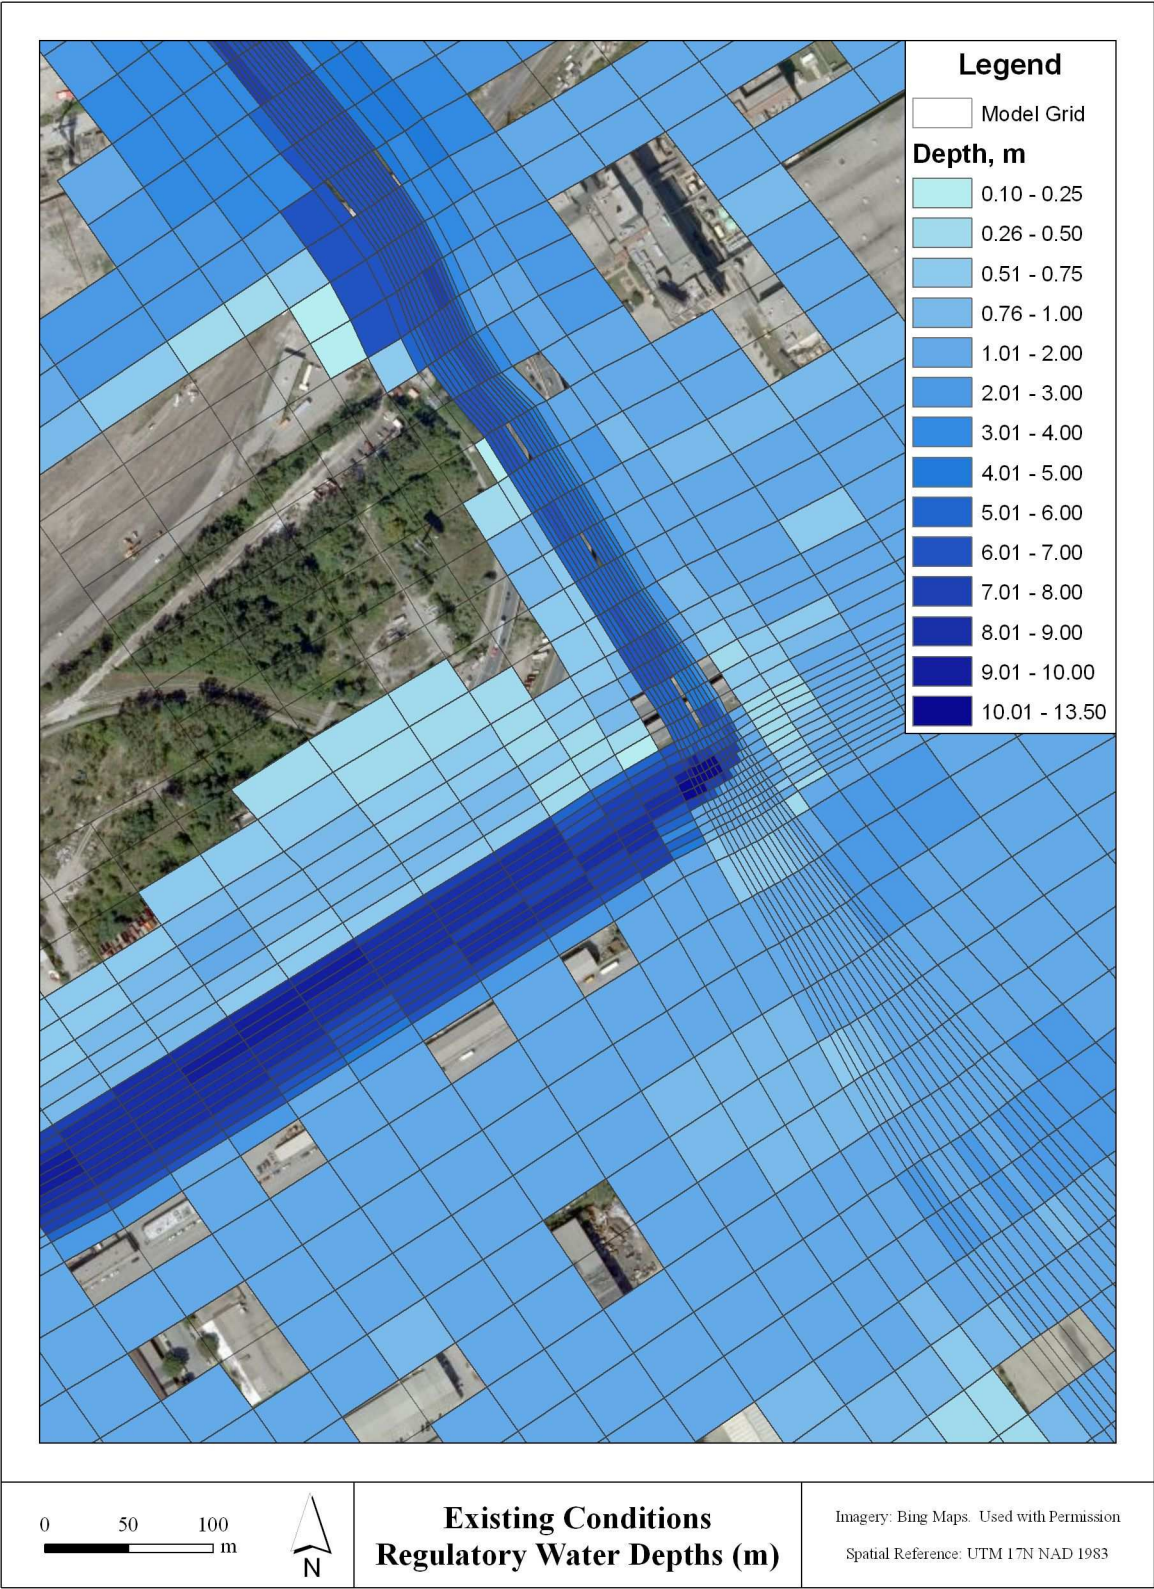 Legend
Model Grid
Depth, m
0.10 - 0.25
0.26 - 0.50
0.51 - 0.75
0.76 - 1.00
1.01 - 2.00
2.01 - 3.00
3.01 - 4.00
4.01 - 5.00
5.01 - 6.00
6.01 - 7.00
7.01 - 8.00
8.01 - 9.00
9.01 - 10.00
10.01 - 13.50
0 50 100
m
N
Existing Conditions
Regulatory Water Depths (m)
Imagery: Bing Maps. Used with Permission
Spatial Reference: UTM 17N NAD 1983